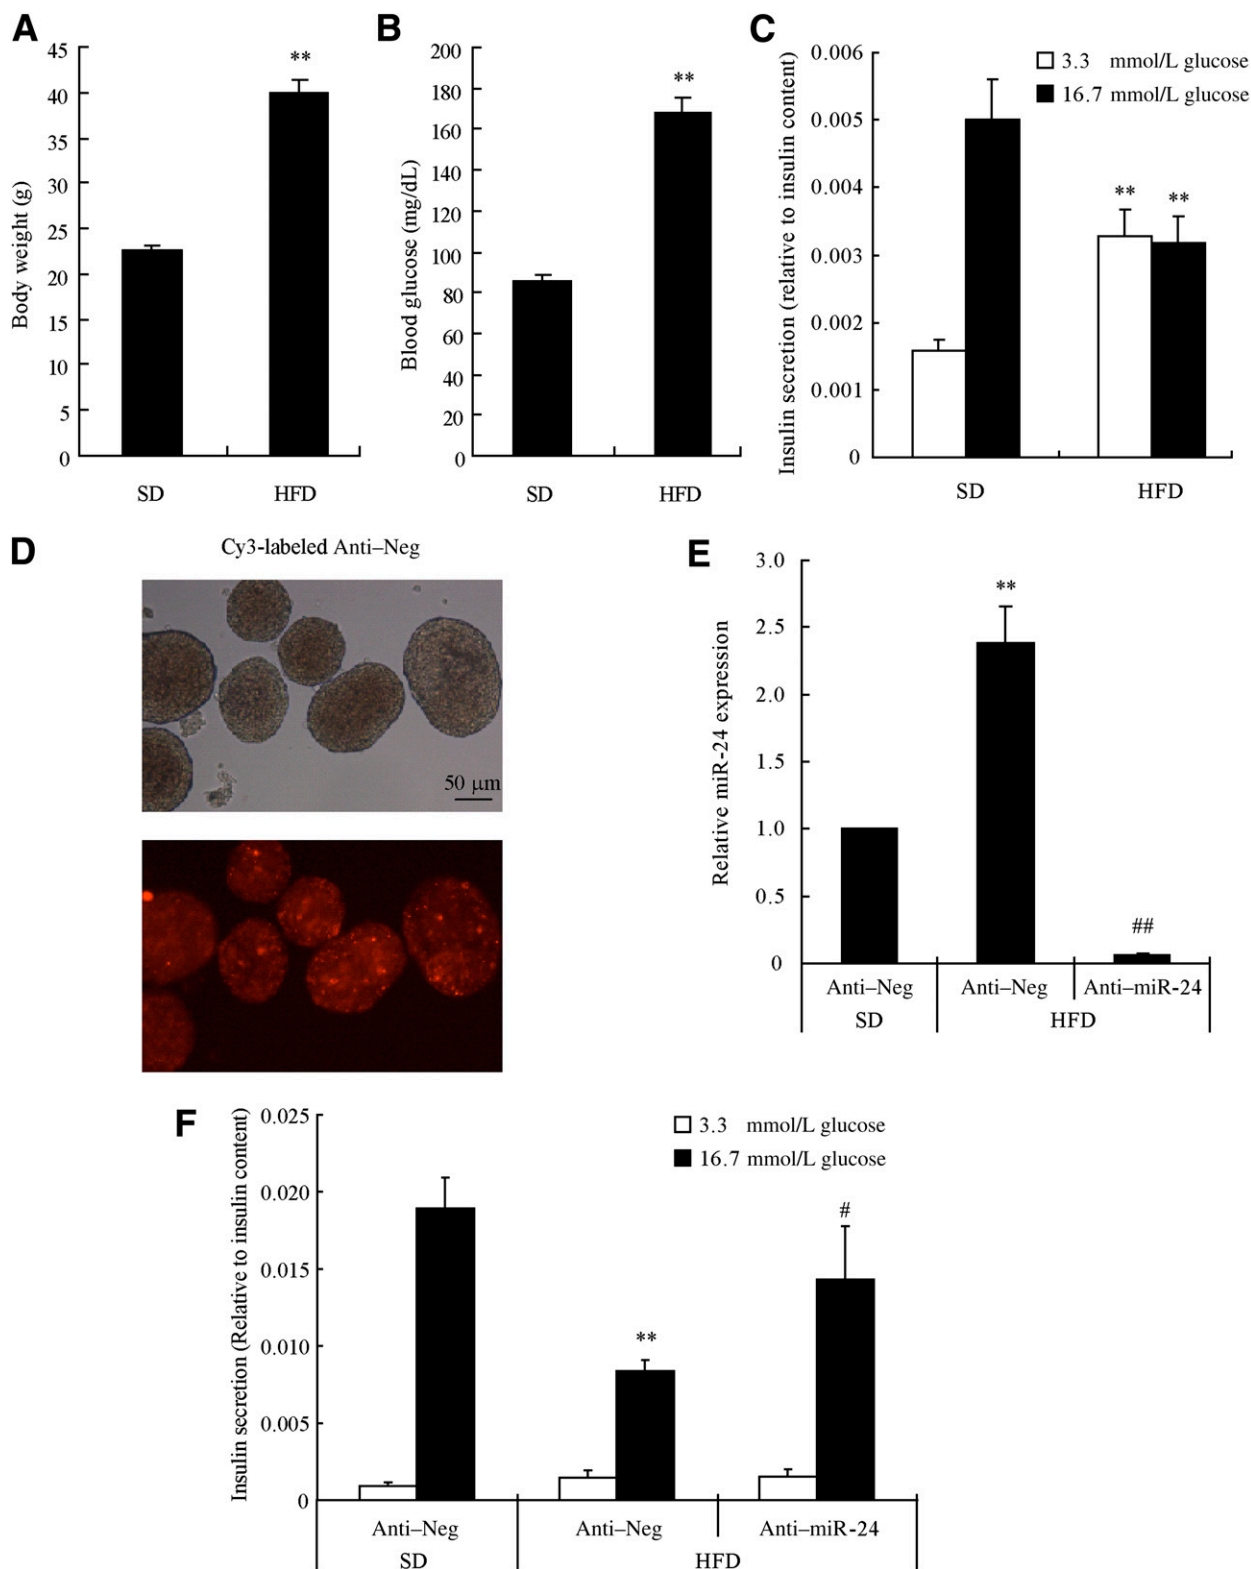 A
45
40
35
30
25
20
15
10
5
0
Body weight (g)
**
SD HFD
B
200
180
160
140
120
100
80
60
40
20
0
Blood glucose (mg/dL)
**
SD HFD
C
0.006
0.005
0.004
0.003
0.002
0.001
0
Insulin secretion (relative to insulin content)
3.3 mmol/L glucose
16.7 mmol/L glucose
** **
SD HFD
D
Cy3-labeled Anti–Neg
50 μm
E
3.0
2.5
2.0
1.5
1.0
0.5
0
Relative miR-24 expression
**
##
Anti–Neg Anti–Neg Anti–miR-24
SD HFD
F
0.025
0.020
0.015
0.010
0.005
0
Insulin secretion (Relative to insulin content)
3.3 mmol/L glucose
16.7 mmol/L glucose
#
**
Anti–Neg Anti–Neg Anti–miR-24
SD HFD